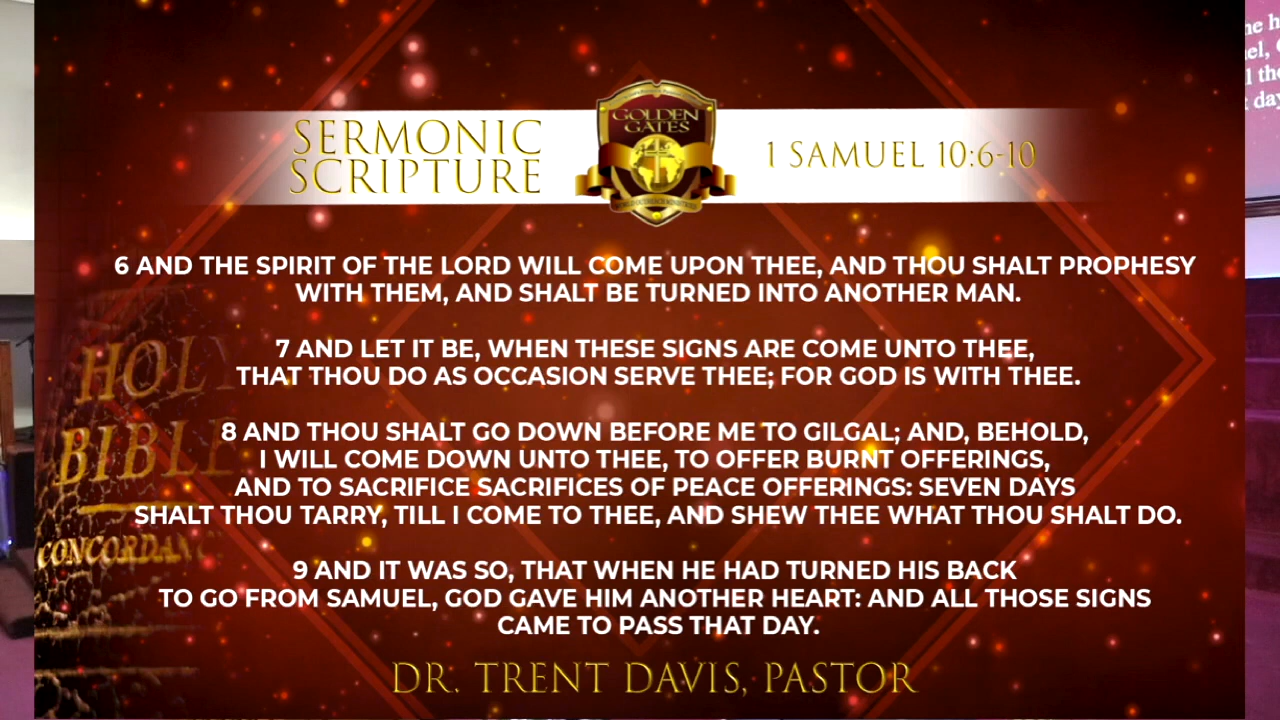 SERMONIC
SCRIPTURE
GOLDEN
GATES
WORLD OUTREACH MINISTRIES
1 SAMUEL 10:6-10
6 AND THE SPIRIT OF THE LORD WILL COME UPON THEE, AND THOU SHALT PROPHESY
WITH THEM, AND SHALT BE TURNED INTO ANOTHER MAN.
7 AND LET IT BE, WHEN THESE SIGNS ARE COME UNTO THEE,
THAT THOU DO AS OCCASION SERVE THEE; FOR GOD IS WITH THEE.
8 AND THOU SHALT GO DOWN BEFORE ME TO GILGAL; AND, BEHOLD,
I WILL COME DOWN UNTO THEE, TO OFFER BURNT OFFERINGS,
AND TO SACRIFICE SACRIFICES OF PEACE OFFERINGS: SEVEN DAYS
SHALT THOU TARRY, TILL I COME TO THEE, AND SHEW THEE WHAT THOU SHALT DO.
9 AND IT WAS SO, THAT WHEN HE HAD TURNED HIS BACK
TO GO FROM SAMUEL, GOD GAVE HIM ANOTHER HEART: AND ALL THOSE SIGNS
CAME TO PASS THAT DAY.
HOLY
BIBLE
CONCORDANC
DR. TRENT DAVIS, PASTOR